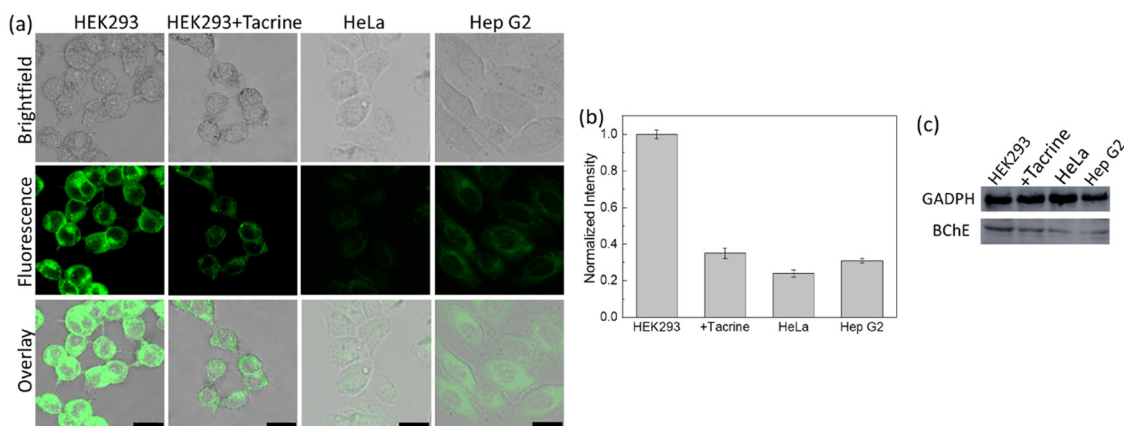 (a)
HEK293
HEK293+Tacrine
HeLa
Hep G2
Brightfield
Fluorescence
Overlay
(b)
Normalized Intensity
1.0
0.8
0.6
0.4
0.2
0.0
HEK293
+Tacrine
HeLa
Hep G2
(c)
HEK293
+Tacrine
HeLa
Hep G2
GADPH
BChE